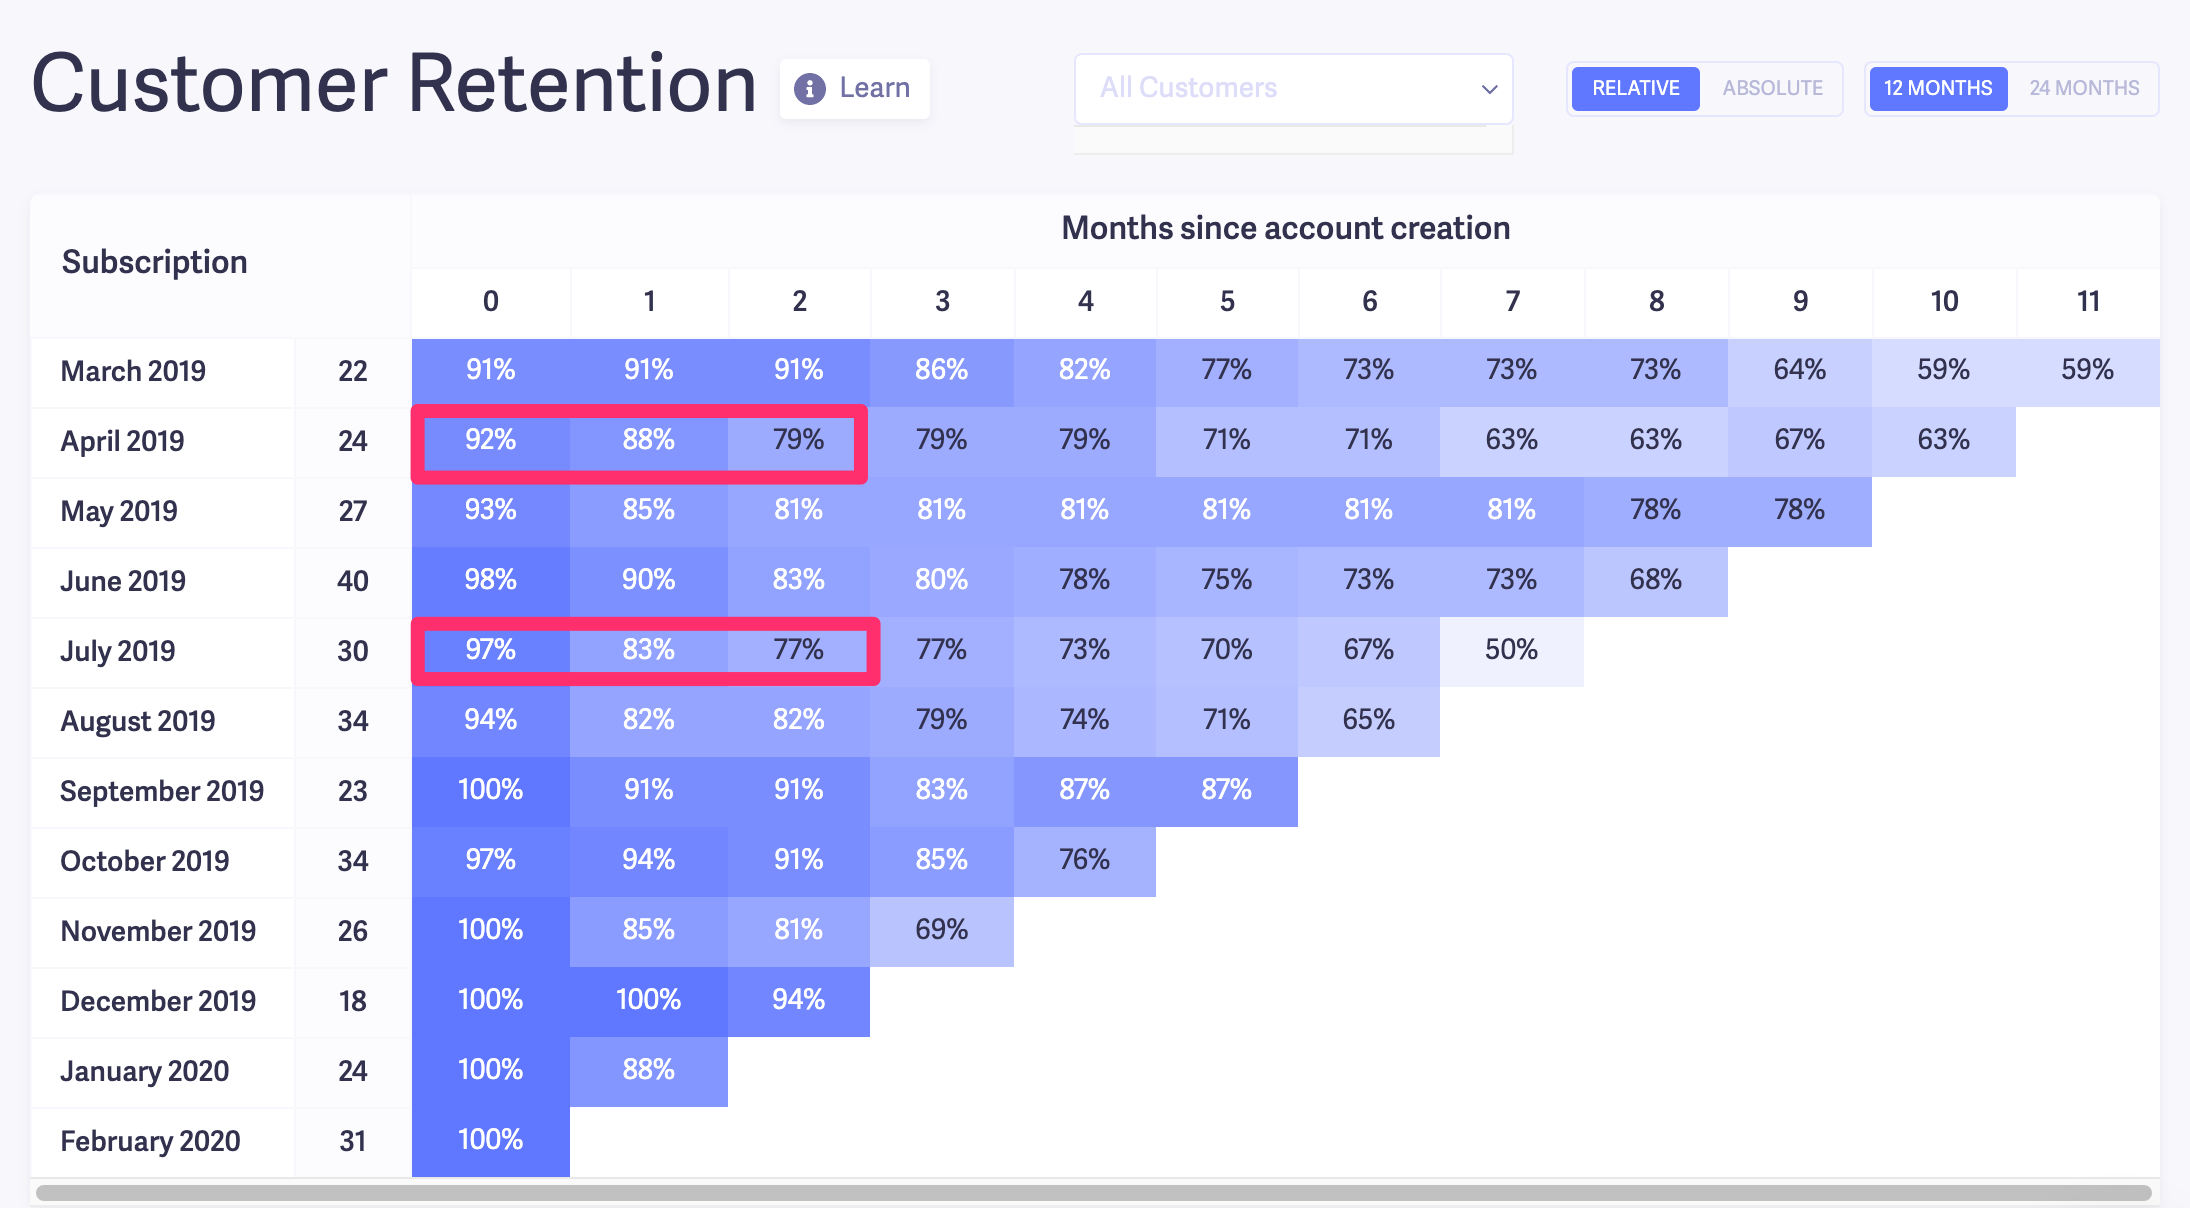 Customer Retention Learn All Customers RELATIVE ABSOLUTE 12 MONTHS 24 MONTHS
Months since account creation
Subscription
0 1 2 3 4 5 6 7 8 9 10 11
March 2019 22 91% 91% 91% 86% 82% 77% 73% 73% 73% 64% 59% 59%
April 2019 24 92% 88% 79% 79% 79% 71% 71% 63% 63% 67% 63%
May 2019 27 93% 85% 81% 81% 81% 81% 81% 81% 78% 78%
June 2019 40 98% 90% 83% 80% 78% 75% 73% 73% 68%
July 2019 30 97% 83% 77% 77% 73% 70% 67% 50%
August 2019 34 94% 82% 82% 79% 74% 71% 65%
September 2019 23 100% 91% 91% 83% 87% 87%
October 2019 34 97% 94% 91% 85% 76%
November 2019 26 100% 85% 81% 69%
December 2019 18 100% 100% 94%
January 2020 24 100% 88%
February 2020 31 100%